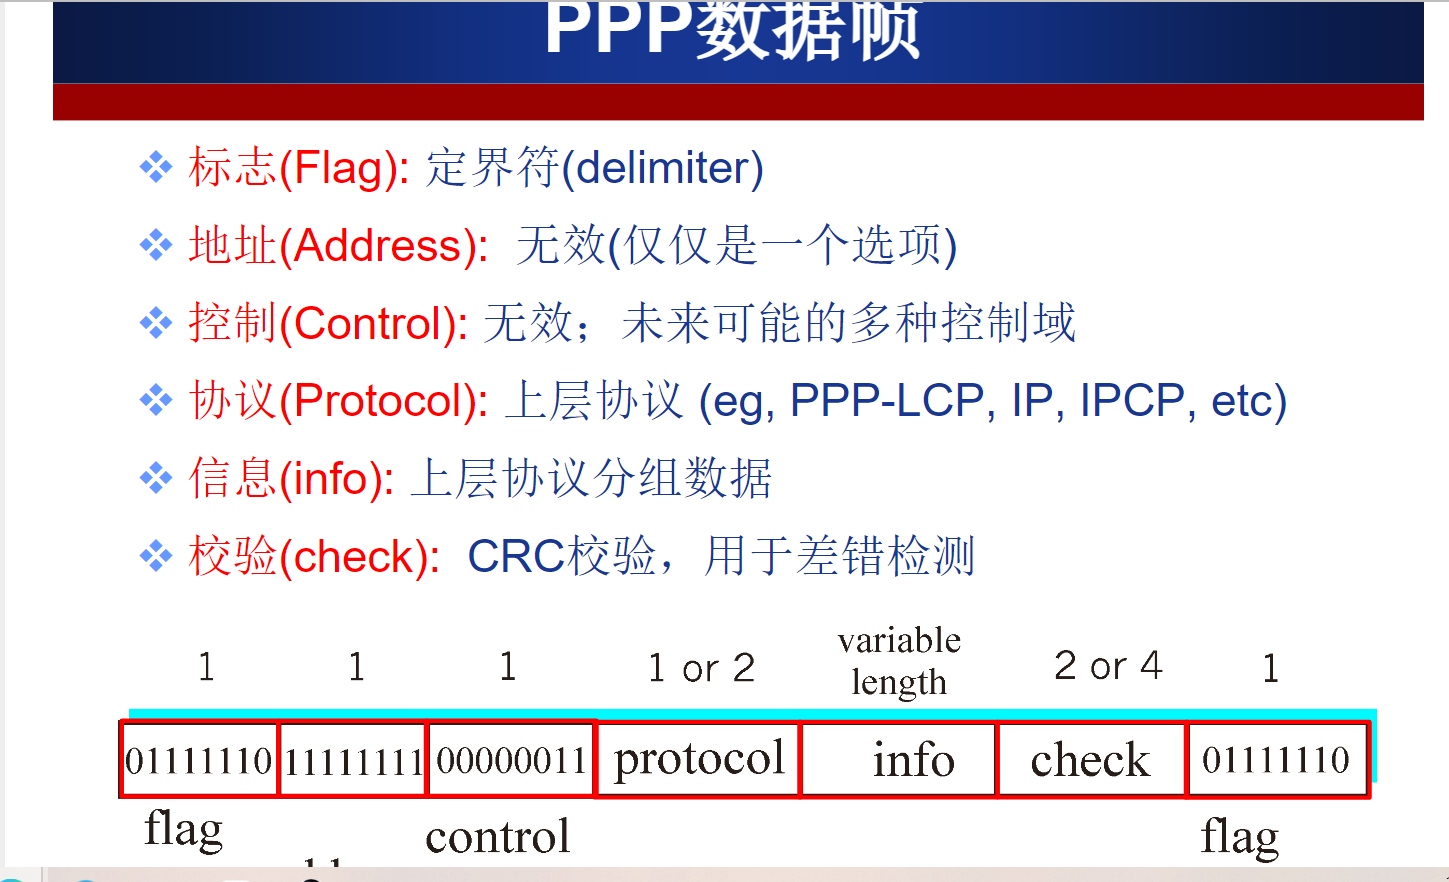 PPP数据帧
标志(Flag): 定界符(delimiter)
地址(Address): 无效(仅仅是一个选项)
控制(Control): 无效；未来可能的多种控制域
协议(Protocol): 上层协议 (eg, PPP-LCP, IP, IPCP, etc)
信息(info): 上层协议分组数据
校验(check): CRC校验，用于差错检测
1 1 1 1 or 2 variable length 2 or 4 1
01111110 11111111 00000011 protocol info check 01111110
flag control flag